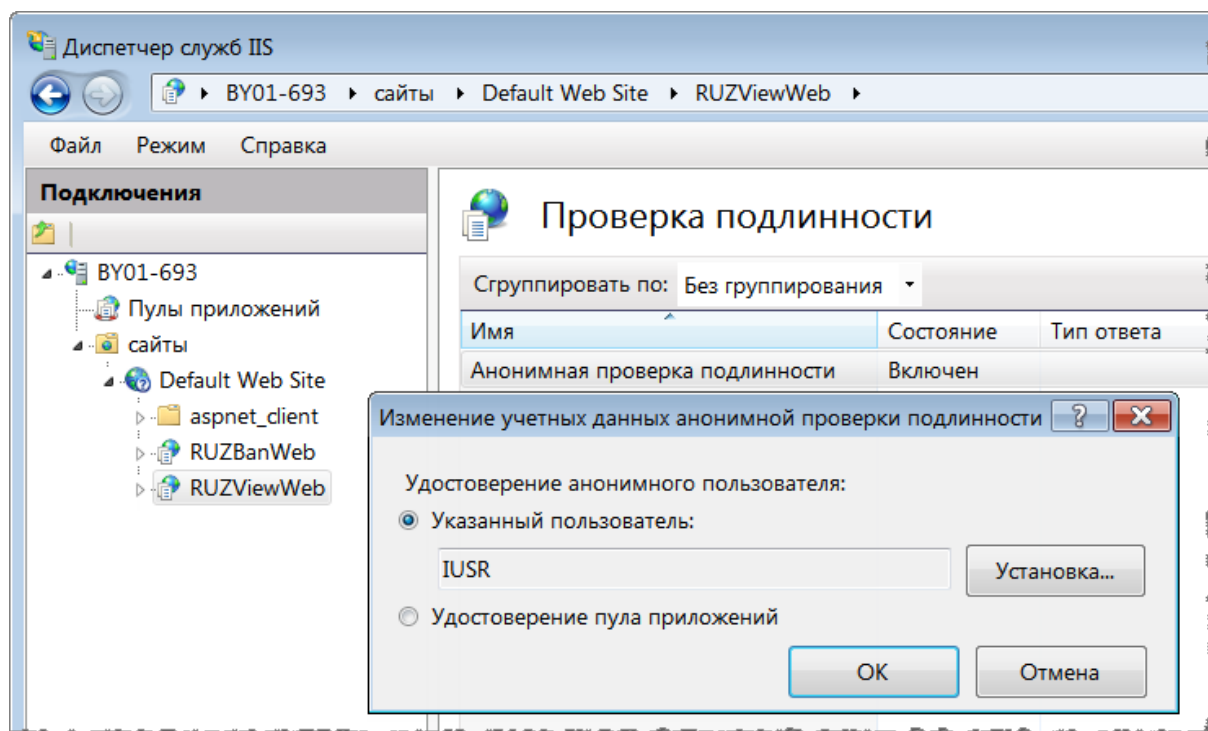 Диспетчер служб IIS
BY01-693 сайты Default Web Site RUZViewWeb
Файл Режим Справка
Подключения
BY01-693
Пулы приложений
сайты
Default Web Site
aspnet_client
RUZBanWeb
RUZViewWeb
Проверка подлинности
Сгруппировать по: Без группирования
Имя Состояние Тип ответа
Анонимная проверка подлинности Включен
Изменение учетных данных анонимной проверки подлинности
Удостоверение анонимного пользователя:
Указанный пользователь:
IUSR
Установка...
Удостоверение пула приложений
ОК Отмена